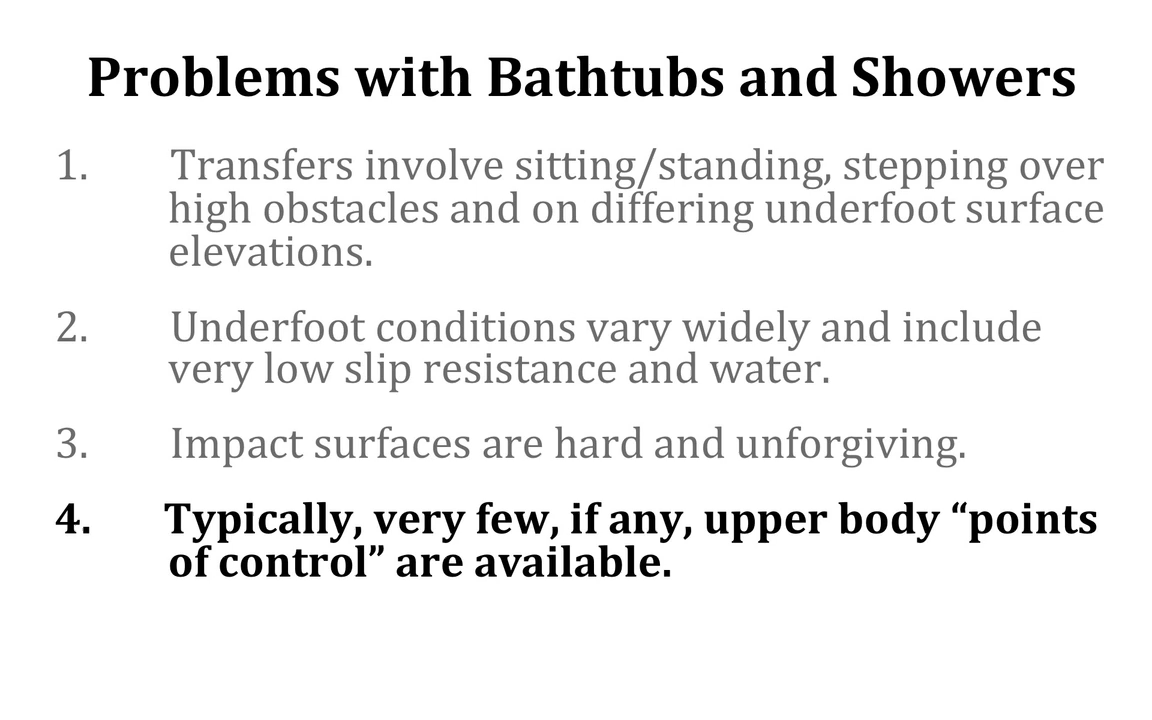 Problems with Bathtubs and Showers
1. Transfers involve sitting/standing, stepping over
high obstacles and on differing underfoot surface
elevations.
2. Underfoot conditions vary widely and include
very low slip resistance and water.
3. Impact surfaces are hard and unforgiving.
4. Typically, very few, if any, upper body “points
of control” are available.